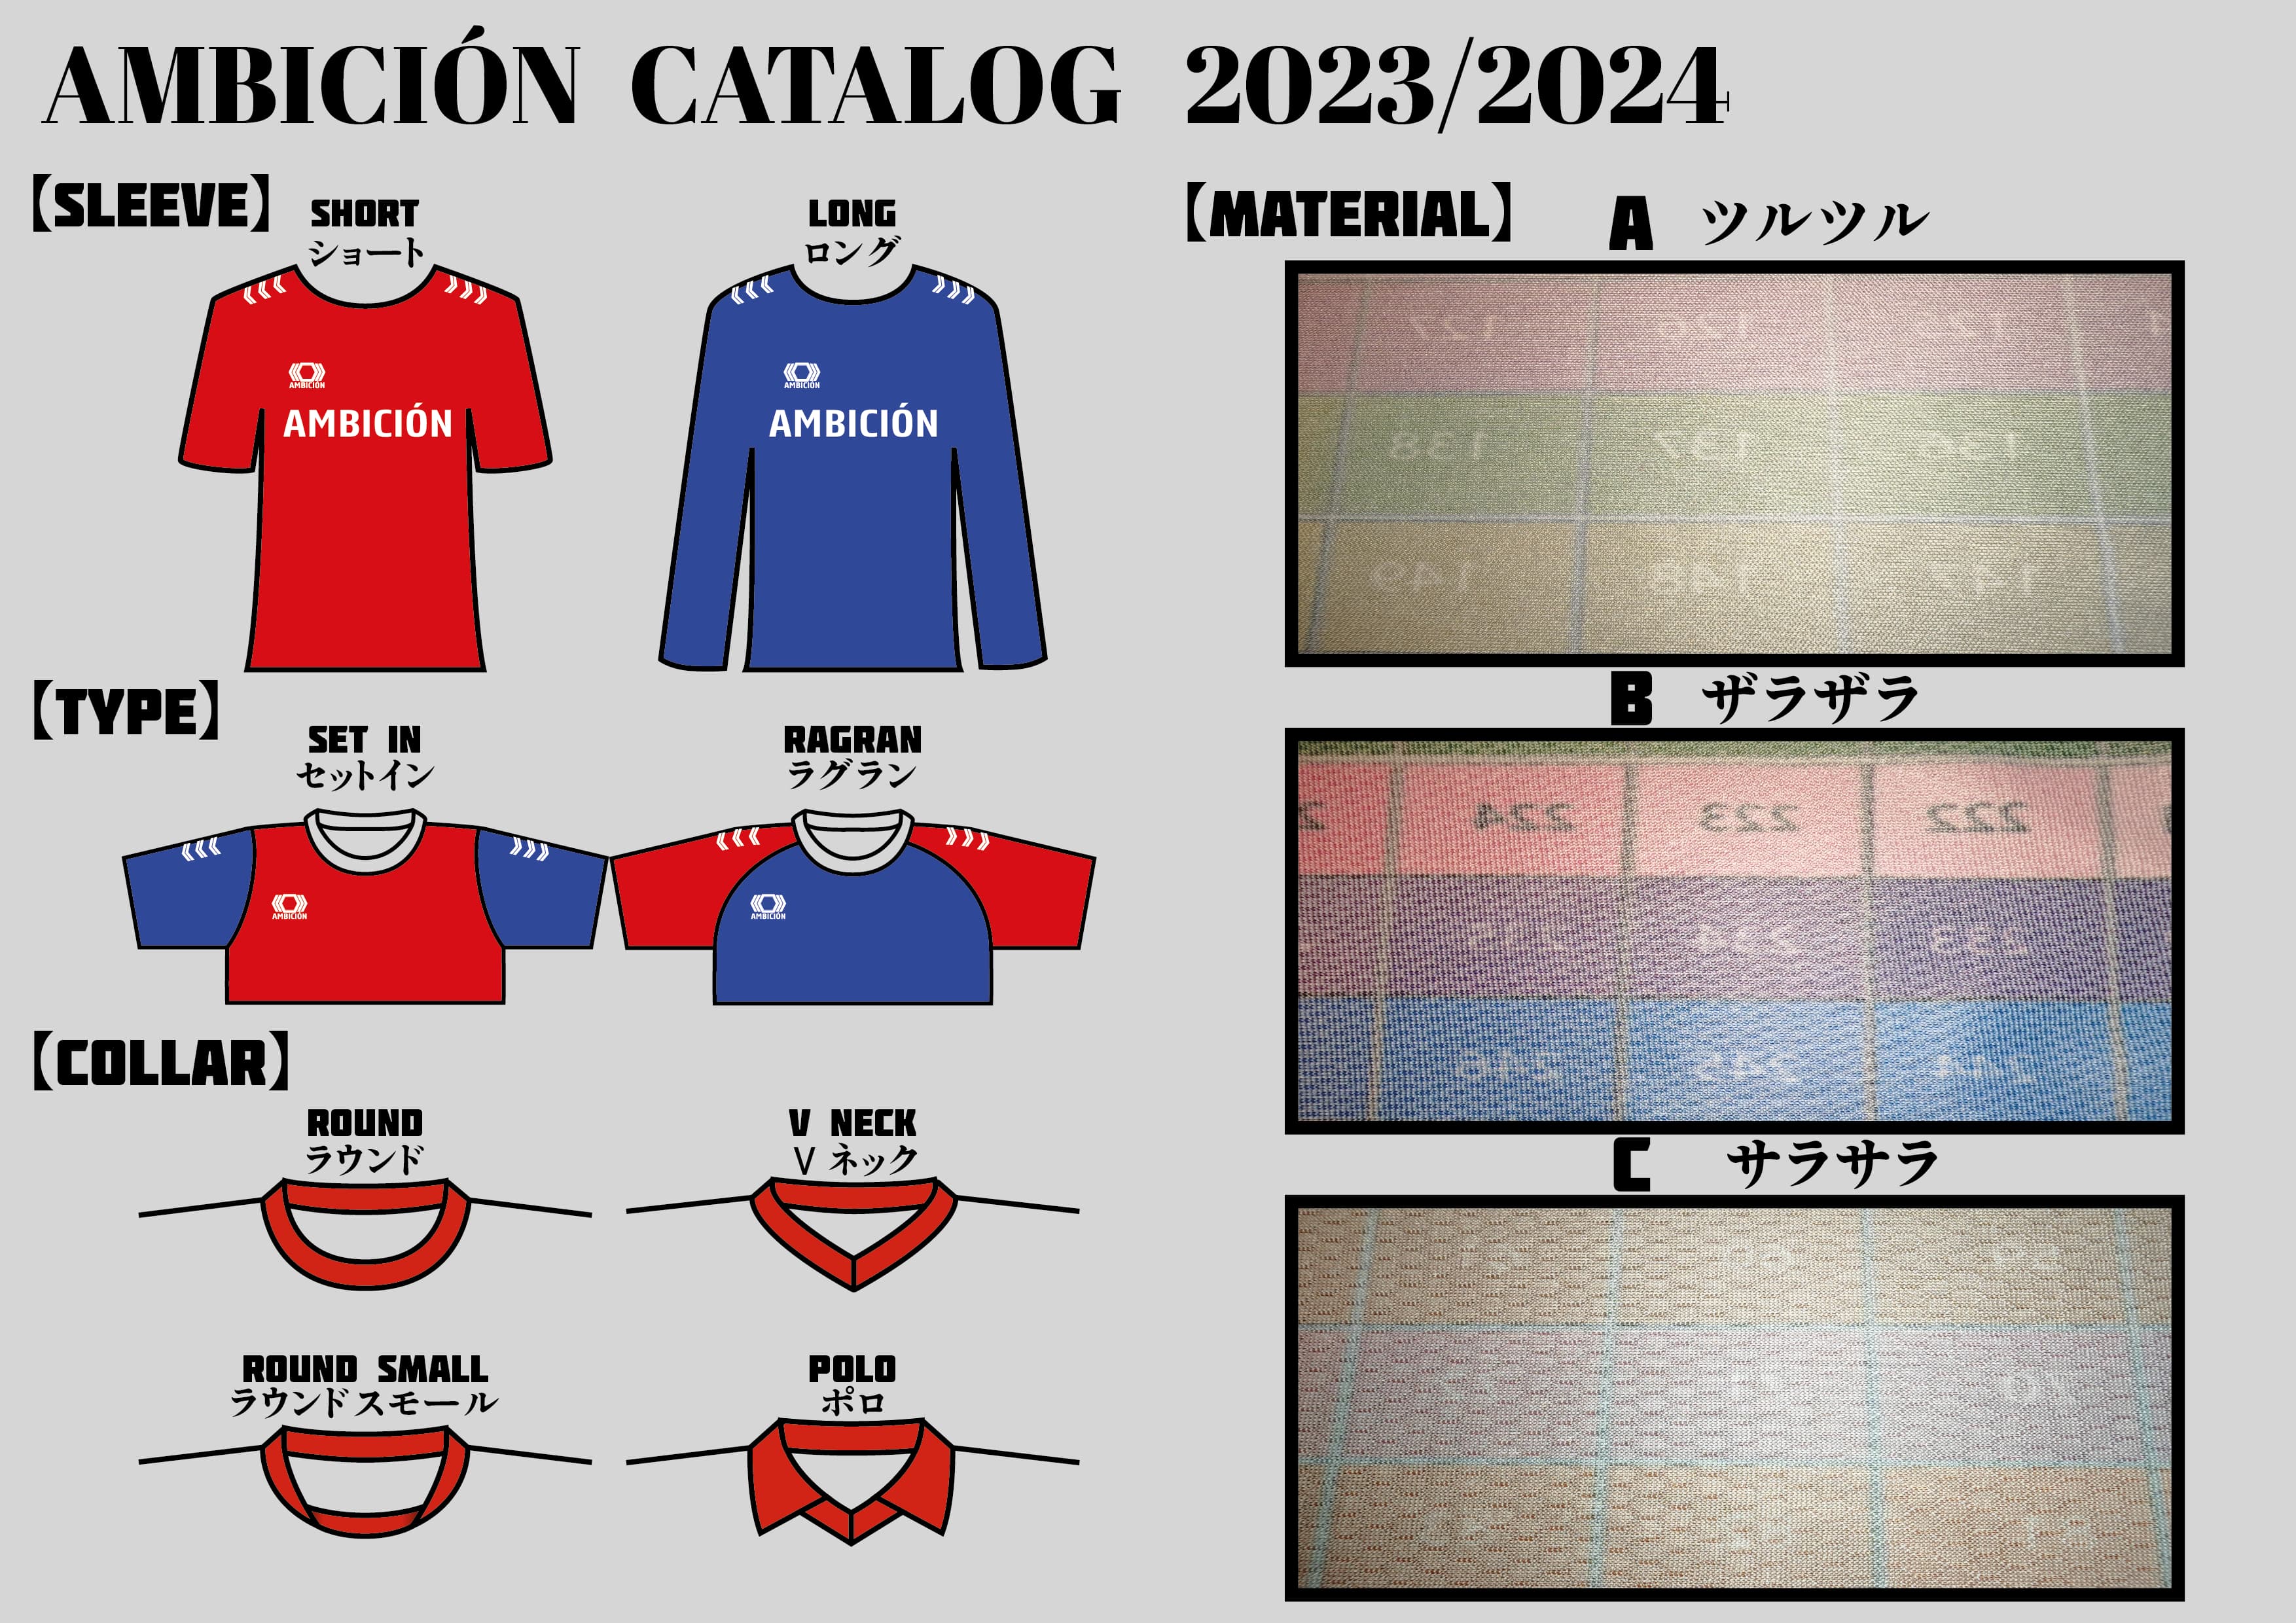 AMBICIÓN CATALOG 2023/2024
【SLEEVE】
SHORT
ショート
LONG
ロング
AMBICIÓN
AMBICIÓN
AMBICIÓN
AMBICIÓN
【TYPE】
SET IN
セットイン
RAGRAN
ラグラン
AMBICIÓN
AMBICIÓN
【COLLAR】
ROUND
ラウンド
V NECK
V ネック
ROUND SMALL
ラウンドスモール
POLO
ポロ
【MATERIAL】
A ツルツル
127 126 125
138 137 136
149 148 147
B ザラザラ
224 223 222
234 233
246 245 244
C サラサラ